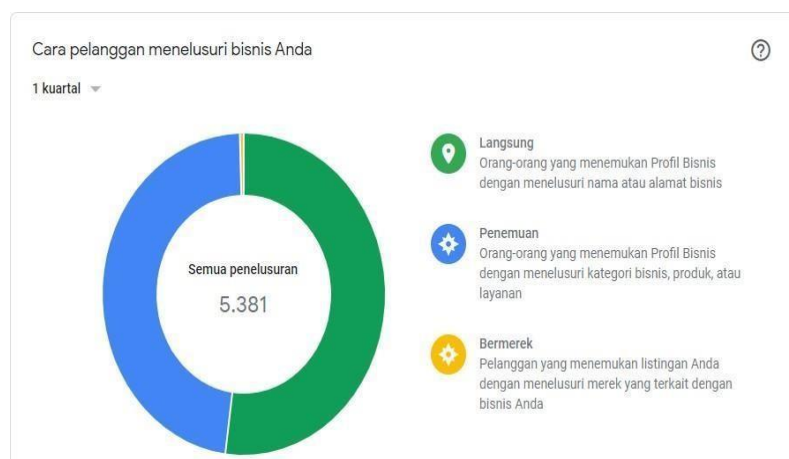 Cara pelanggan menelusuri bisnis Anda
1 kuartal
Semua penelusuran
5.381
Langsung
Orang-orang yang menemukan Profil Bisnis
dengan menelusuri nama atau alamat bisnis
Penemuan
Orang-orang yang menemukan Profil Bisnis
dengan menelusuri kategori bisnis, produk, atau
layanan
Bermerek
Pelanggan yang menemukan listingan Anda
dengan menelusuri merek yang terkait dengan
bisnis Anda